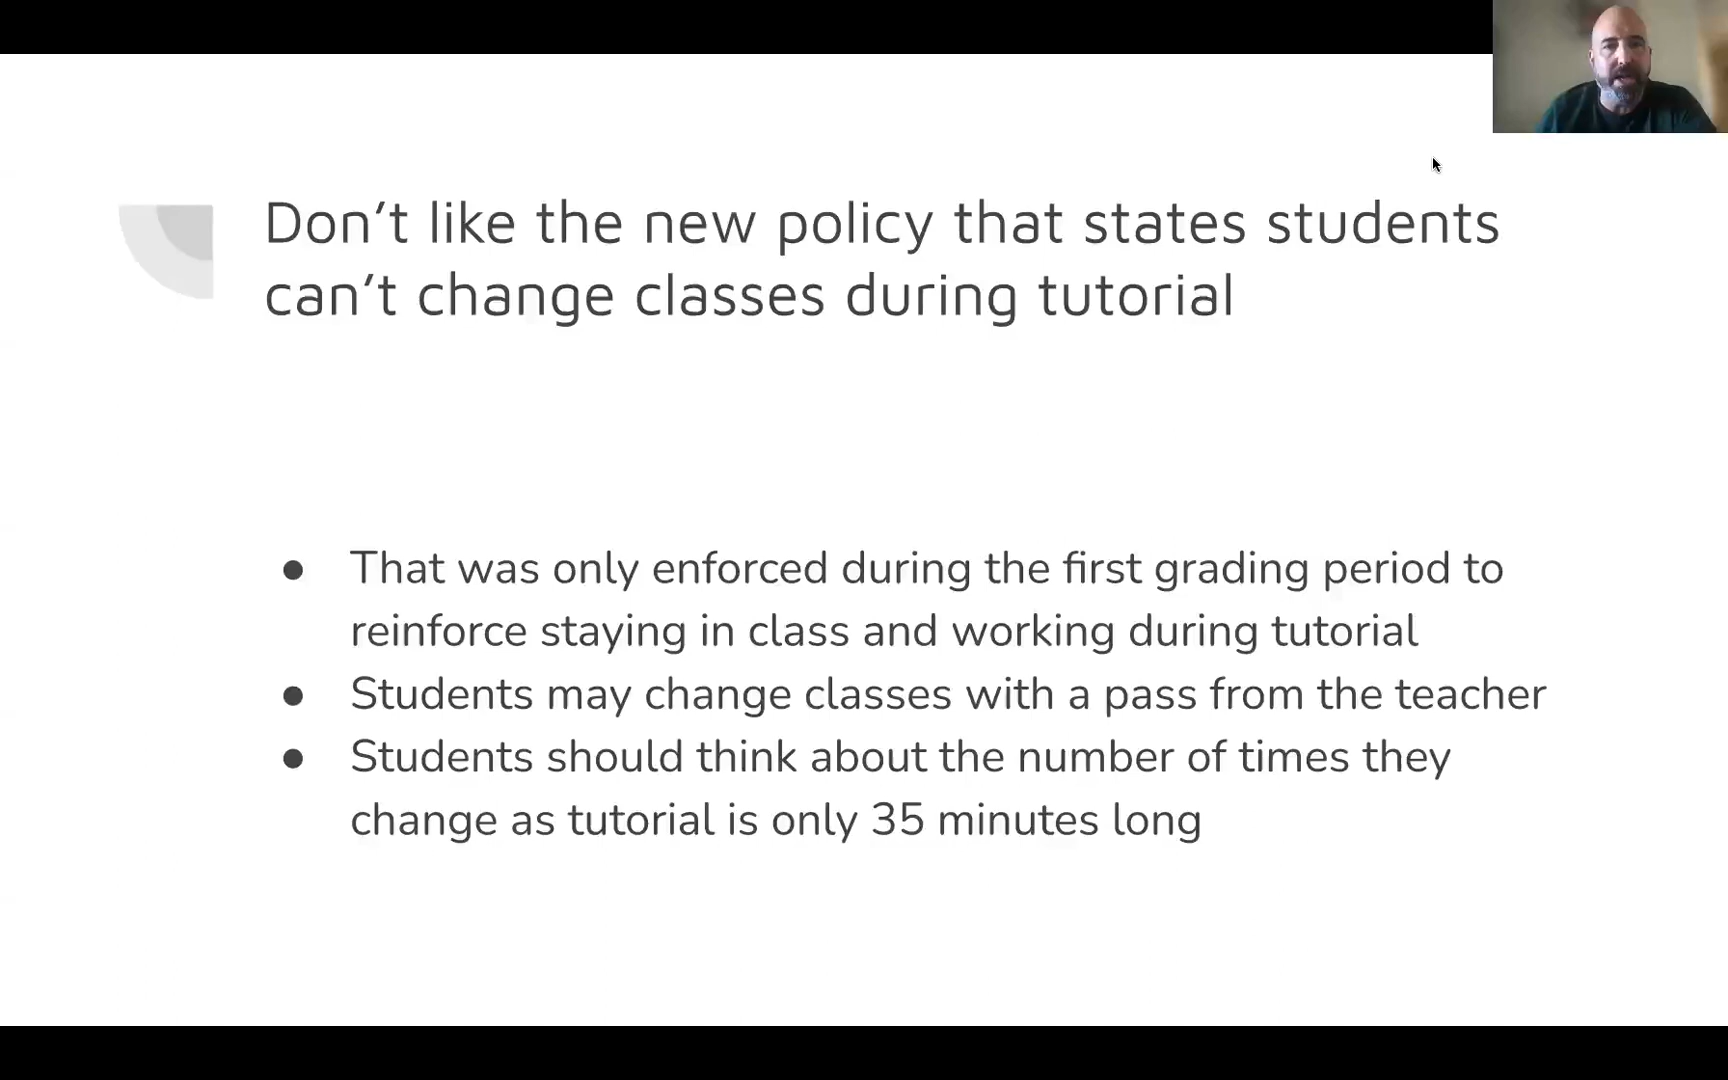 Don’t like the new policy that states students
can’t change classes during tutorial
● That was only enforced during the first grading period to
reinforce staying in class and working during tutorial
● Students may change classes with a pass from the teacher
● Students should think about the number of times they
change as tutorial is only 35 minutes long